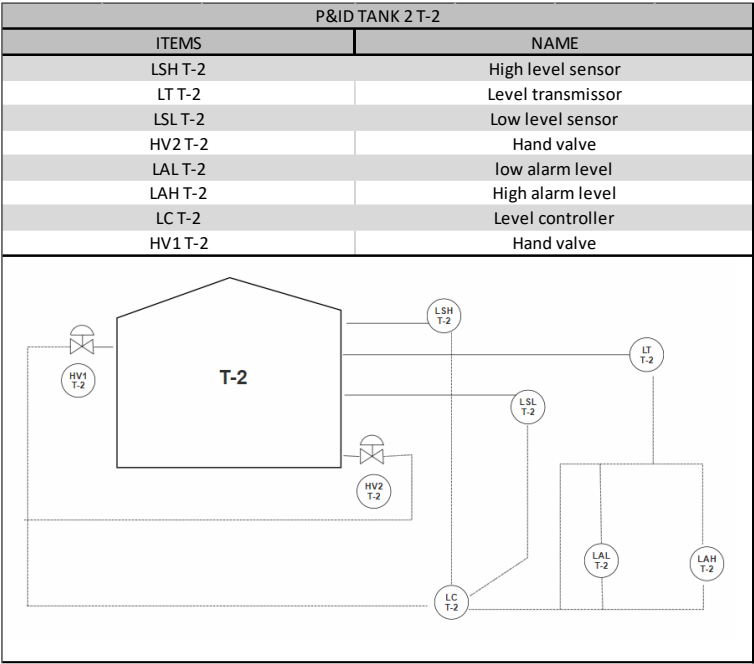 P&ID TANK 2 T-2
ITEMS NAME
LSH T-2 High level sensor
LT T-2 Level transmissor
LSL T-2 Low level sensor
HV2 T-2 Hand valve
LAL T-2 low alarm level
LAH T-2 High alarm level
LC T-2 Level controller
HV1 T-2 Hand valve
LSH
T-2
LT
T-2
HV1
T-2
T-2
LSL
T-2
HV2
T-2
LAL
T-2
LAH
T-2
LC
T-2